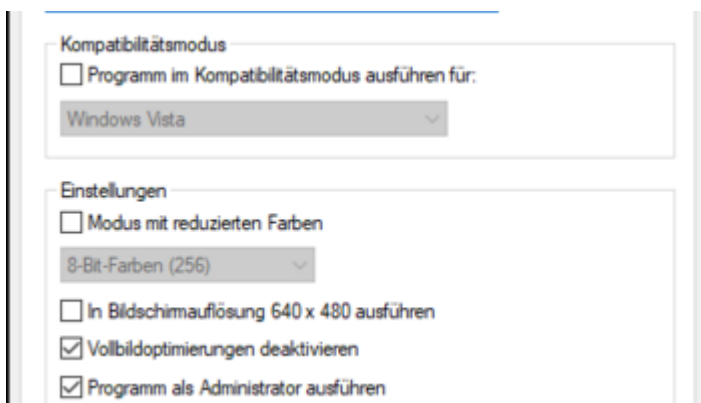 Kompatibilitätsmodus
Programm im Kompatibilitätsmodus ausführen für:
Windows Vista
Einstellungen
Modus mit reduzierten Farben
8-Bit-Farben (256)
In Bildschirmauflösung 640 x 480 ausführen
Vollbildoptimierungen deaktivieren
Programm als Administrator ausführen